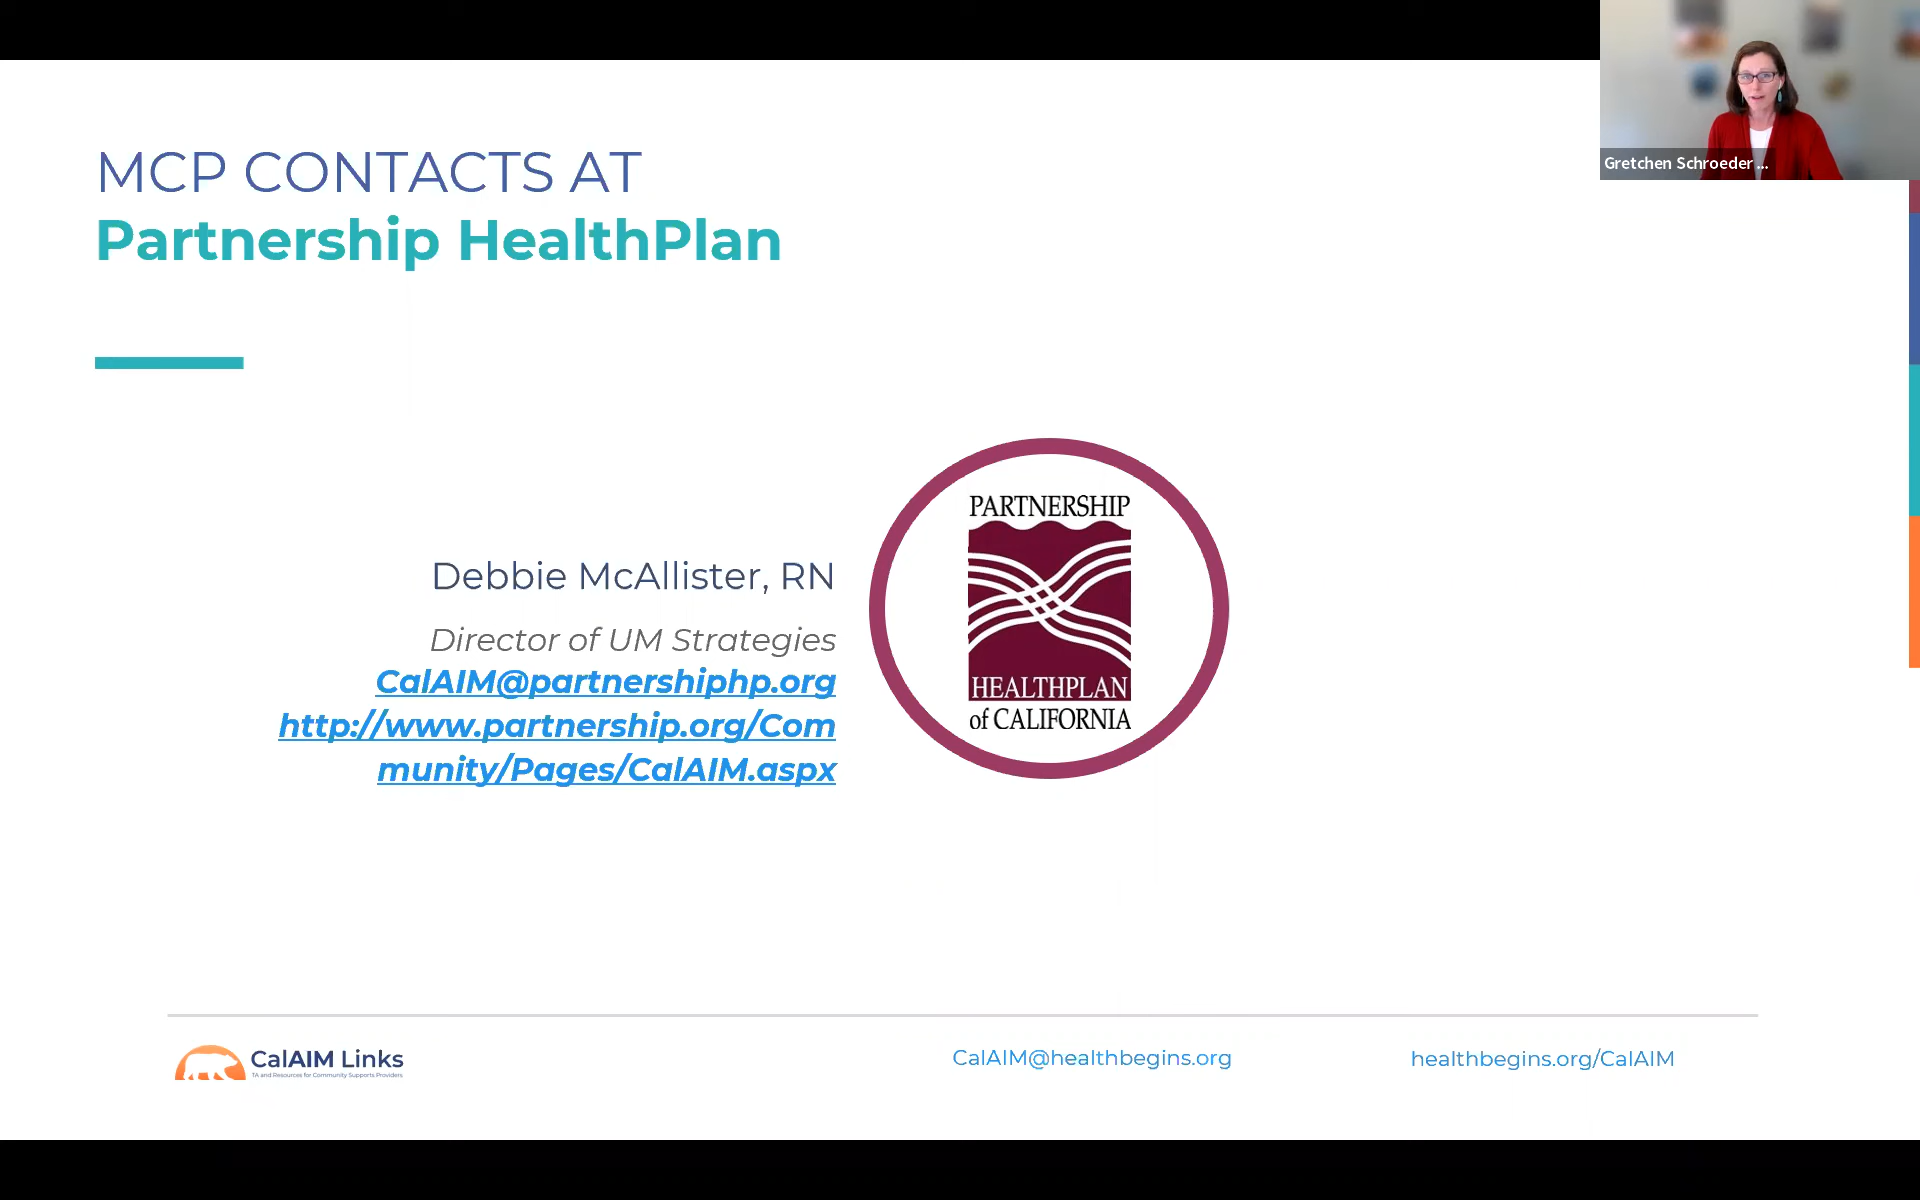 Gretchen Schroeder ...
MCP CONTACTS AT
Partnership HealthPlan
Debbie McAllister, RN
Director of UM Strategies
CalAIM@partnershiphp.org
http://www.partnership.org/Com
munity/Pages/CalAIM.aspx
PARTNERSHIP
HEALTHPLAN
of CALIFORNIA
CalAIM Links
TA and Resources for Community Supports Providers
CalAIM@healthbegins.org
healthbegins.org/CalAIM